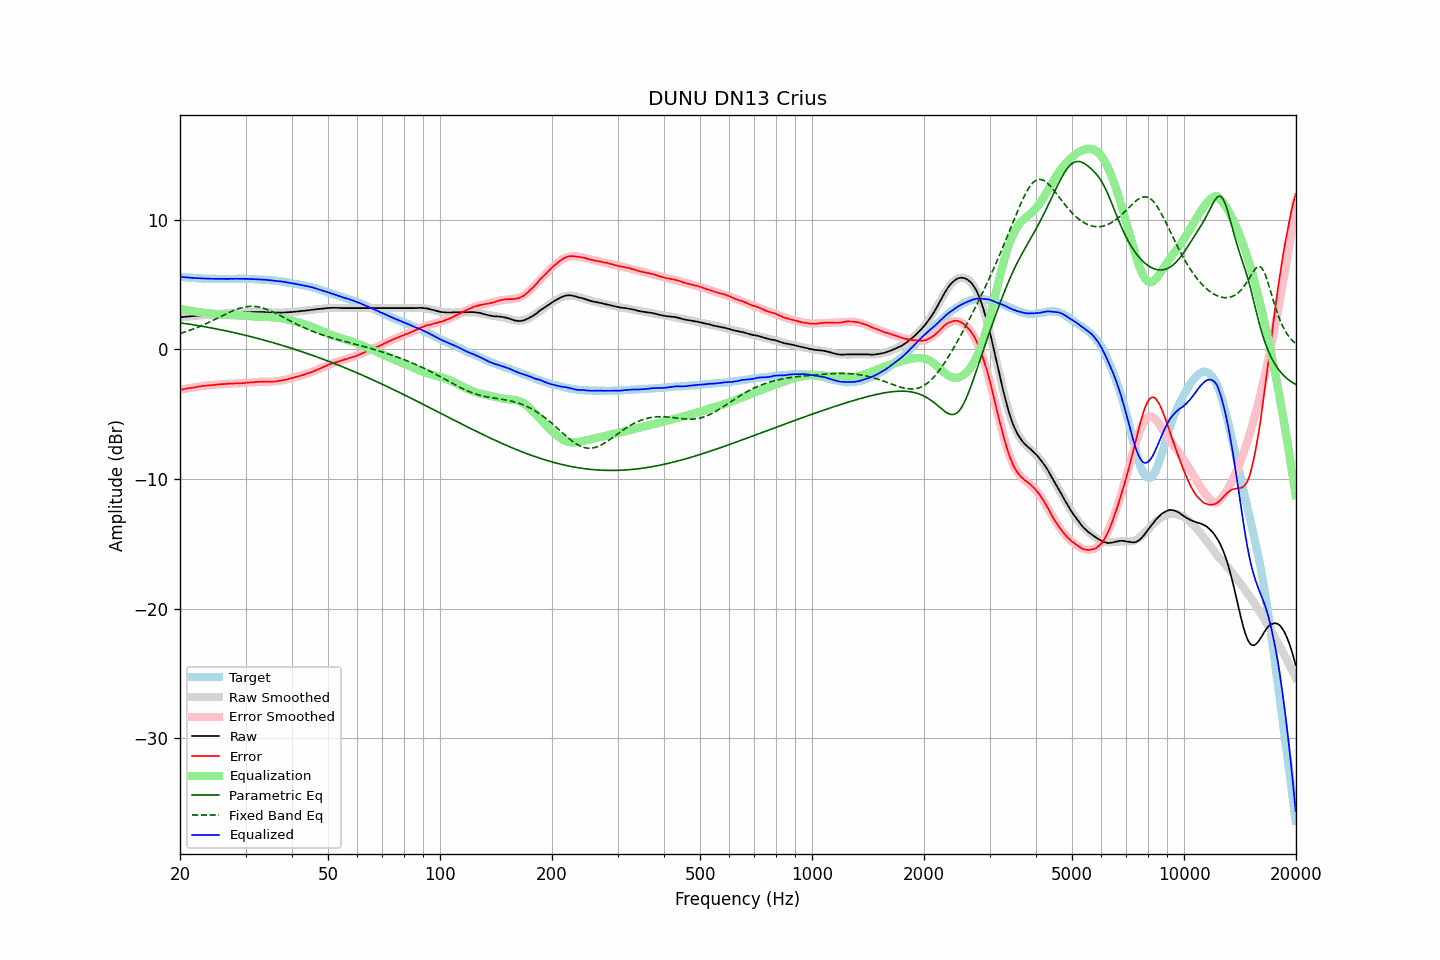 DUNU DN13 Crius
Amplitude (dBr)
10
0
−10
−20
−30
Target
Raw Smoothed
Error Smoothed
Raw
Error
Equalization
Parametric Eq
Fixed Band Eq
Equalized
20 50 100 200 500 1000 2000 5000 10000 20000
Frequency (Hz)